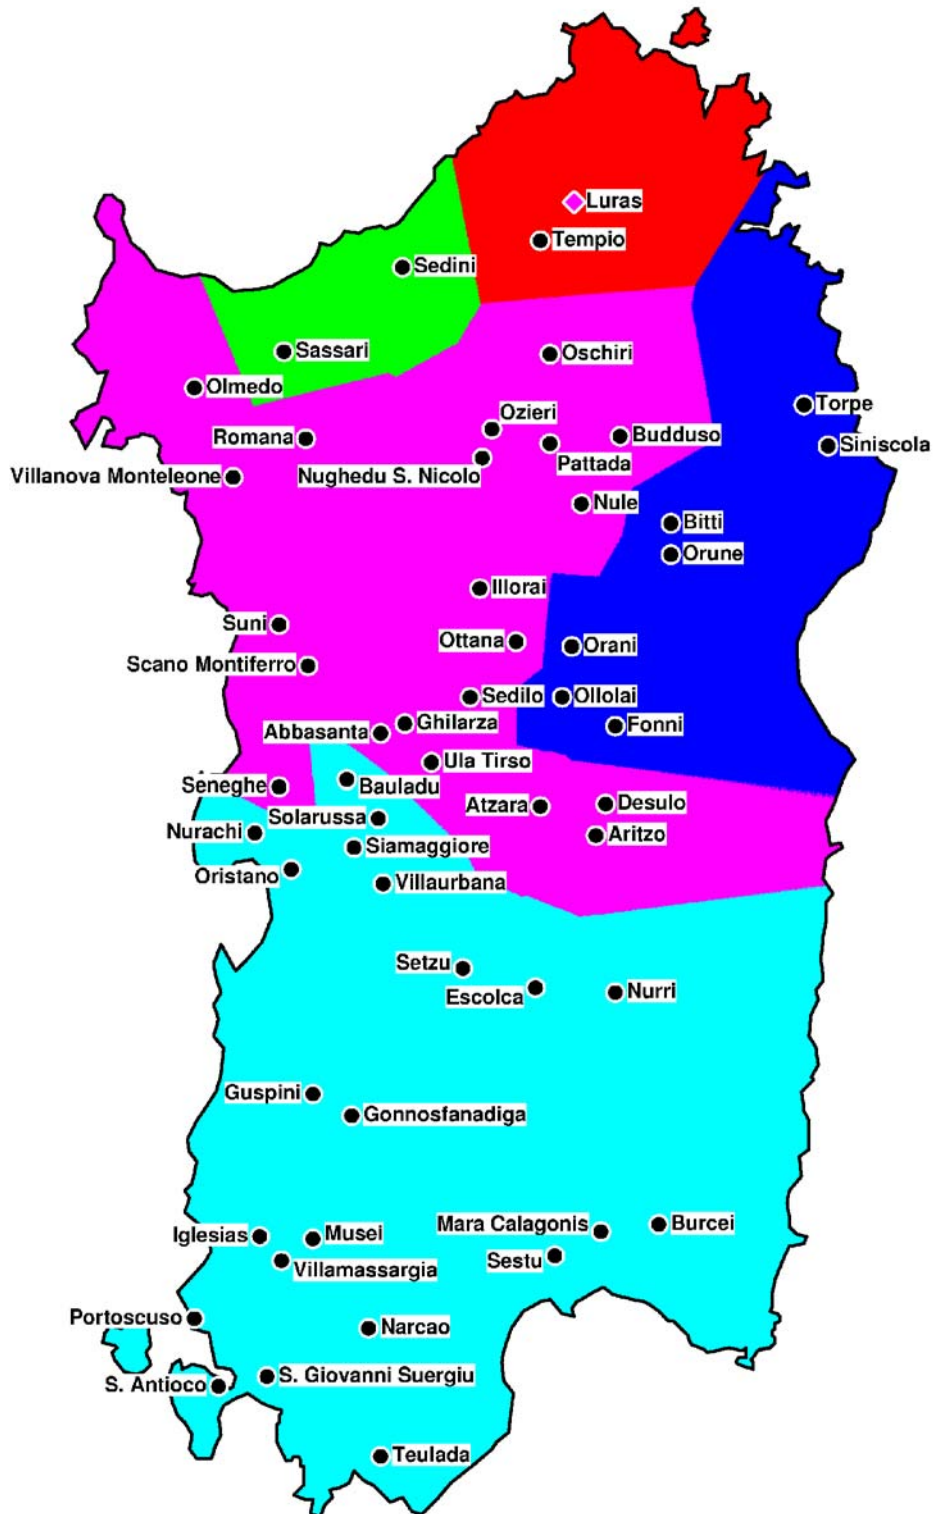 Luras
Tempio
Sedini
Sassari
Oschiri
Olmedo
Torpe
Ozieri
Romana
Budduso
Siniscola
Pattada
Villanova Monteleone
Nughedu S. Nicolo
Nule
Bitti
Orune
Illorai
Suni
Ottana
Orani
Scano Montiferro
Sedilo
Ollolai
Ghilarza
Fonni
Abbasanta
Ula Tirso
Seneghe
Bauladu
Atzara
Desulo
Solarussa
Nurachi
Aritzo
Siamaggiore
Oristano
Villaurbana
Setzu
Escolca
Nurri
Guspini
Gonnosfanadiga
Mara Calagonis
Burcei
Iglesias
Musei
Sestu
Villamassargia
Portoscuso
Narcao
S. Giovanni Suergiu
S. Antioco
Teulada